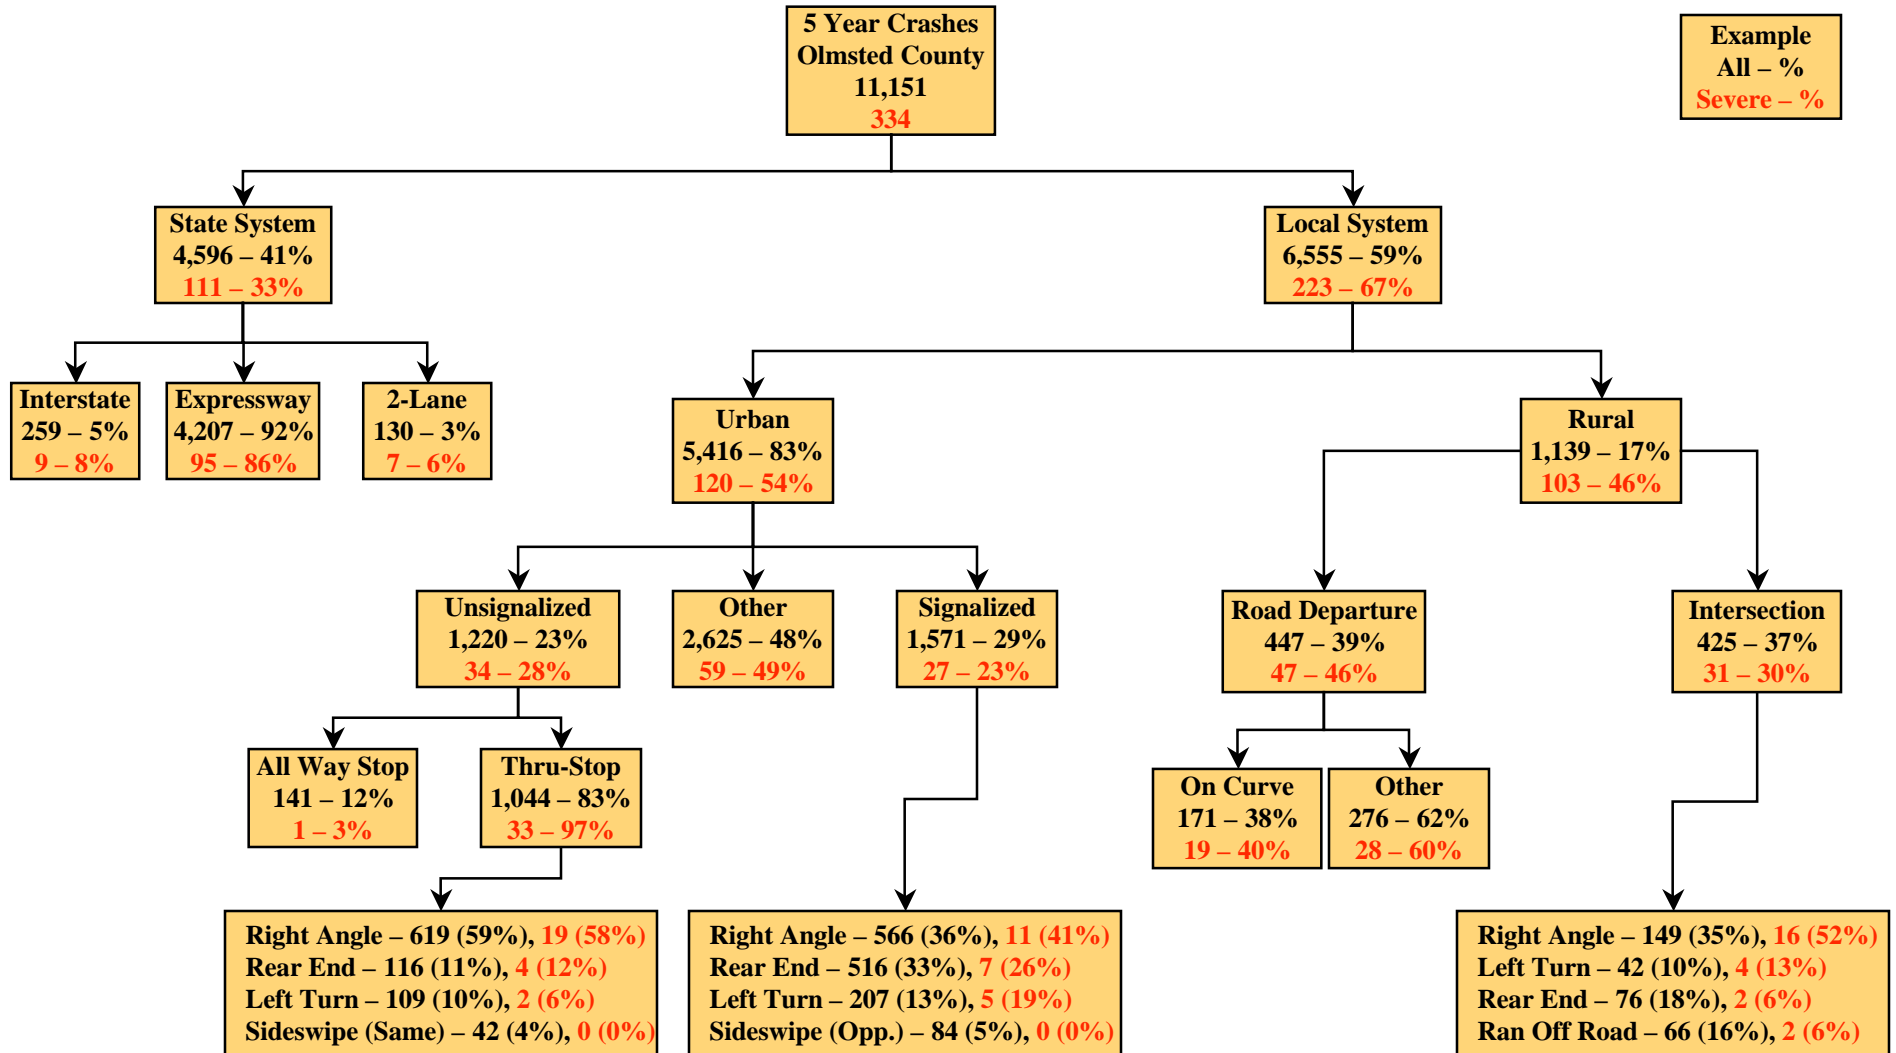 5 Year Crashes
Olmsted County
11,151
334
Example
All – %
Severe – %
State System
4,596 – 41%
111 – 33%
Local System
6,555 – 59%
223 – 67%
Interstate
259 – 5%
9 – 8%
Expressway
4,207 – 92%
95 – 86%
2-Lane
130 – 3%
7 – 6%
Urban
5,416 – 83%
120 – 54%
Rural
1,139 – 17%
103 – 46%
Unsignalized
1,220 – 23%
34 – 28%
Other
2,625 – 48%
59 – 49%
Signalized
1,571 – 29%
27 – 23%
Road Departure
447 – 39%
47 – 46%
Intersection
425 – 37%
31 – 30%
All Way Stop
141 – 12%
1 – 3%
Thru-Stop
1,044 – 83%
33 – 97%
On Curve
171 – 38%
19 – 40%
Other
276 – 62%
28 – 60%
Right Angle – 619 (59%), 19 (58%)
Rear End – 116 (11%), 4 (12%)
Left Turn – 109 (10%), 2 (6%)
Sideswipe (Same) – 42 (4%), 0 (0%)
Right Angle – 566 (36%), 11 (41%)
Rear End – 516 (33%), 7 (26%)
Left Turn – 207 (13%), 5 (19%)
Sideswipe (Opp.) – 84 (5%), 0 (0%)
Right Angle – 149 (35%), 16 (52%)
Left Turn – 42 (10%), 4 (13%)
Rear End – 76 (18%), 2 (6%)
Ran Off Road – 66 (16%), 2 (6%)